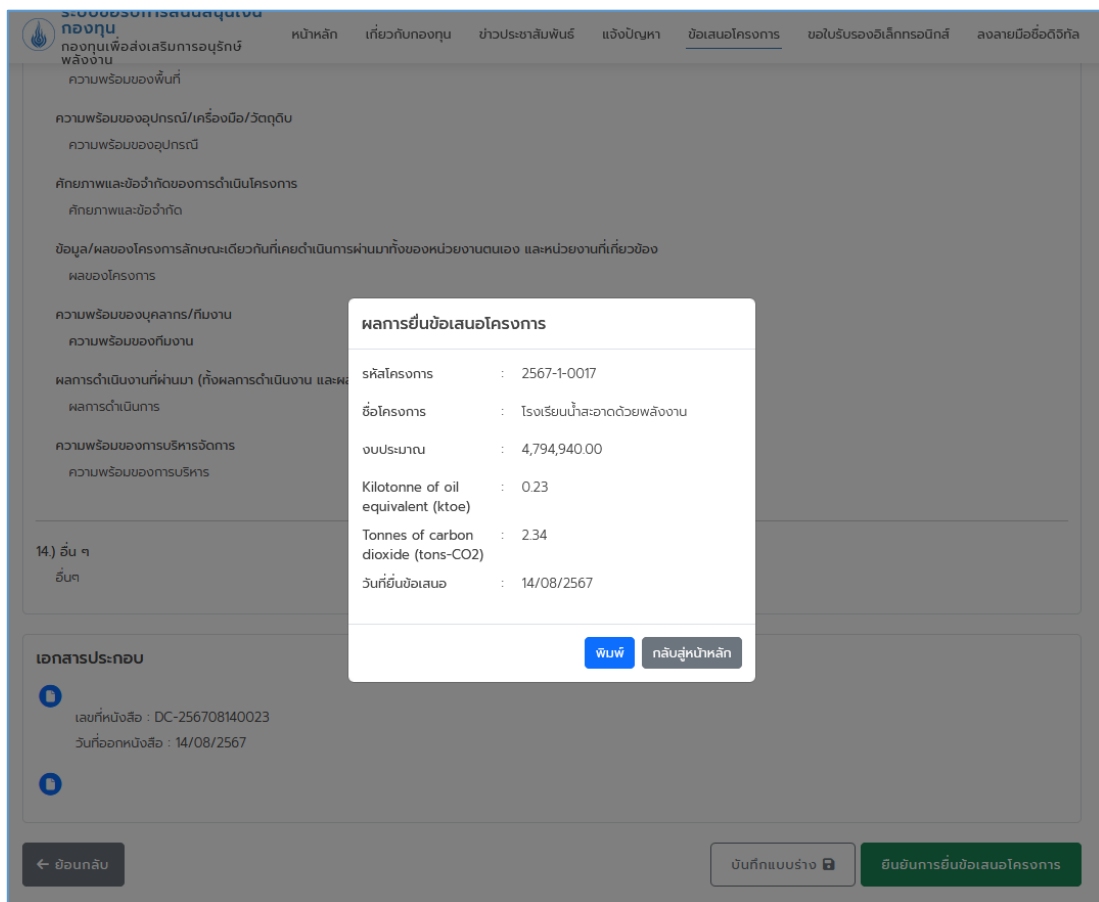 ระบบขอรับการสนับสนุนเงิน
กองทุน
กองทุนเพื่อส่งเสริมการอนุรักษ์
พลังงาน
หน้าหลัก เกี่ยวกับกองทุน ข่าวประชาสัมพันธ์ แจ้งปัญหา ข้อเสนอโครงการ ขอใบรับรองอิเล็กทรอนิกส์ ลงลายมือชื่อดิจิทัล
ความพร้อมของพื้นที่
ความพร้อมของอุปกรณ์/เครื่องมือ/วัตถุดิบ
ความพร้อมของอุปกรณื
ศักยภาพและข้อจำกัดของการดำเนินโครงการ
ศักยภาพและข้อจำกัด
ข้อมูล/ผลของโครงการลักษณะเดียวกันที่เคยดำเนินการผ่านมาทั้งของหน่วยงานตนเอง และหน่วยงานที่เกี่ยวข้อง
ผลของโครงการ
ความพร้อมของบุคลากร/ทีมงาน
ความพร้อมของทีมงาน
ผลการดำเนินงานที่ผ่านมา (ทั้งผลการดำเนินงาน และผล
ผลการดำเนินการ
ความพร้อมของการบริหารจัดการ
ความพร้อมของการบริหาร
14.) อื่น ๆ
อื่นๆ
ผลการยื่นข้อเสนอโครงการ
รหัสโครงการ : 2567-1-0017
ชื่อโครงการ : โรงเรียนน้ำสะอาดด้วยพลังงาน
งบประมาณ : 4,794,940.00
Kilotonne of oil : 0.23
equivalent (ktoe)
Tonnes of carbon : 2.34
dioxide (tons-CO2)
วันที่ยื่นข้อเสนอ : 14/08/2567
พิมพ์ กลับสู่หน้าหลัก
เอกสารประกอบ
เลขที่หนังสือ : DC-256708140023
วันที่ออกหนังสือ : 14/08/2567
← ย้อนกลับ บันทึกแบบร่าง ยืนยันการยื่นข้อเสนอโครงการ